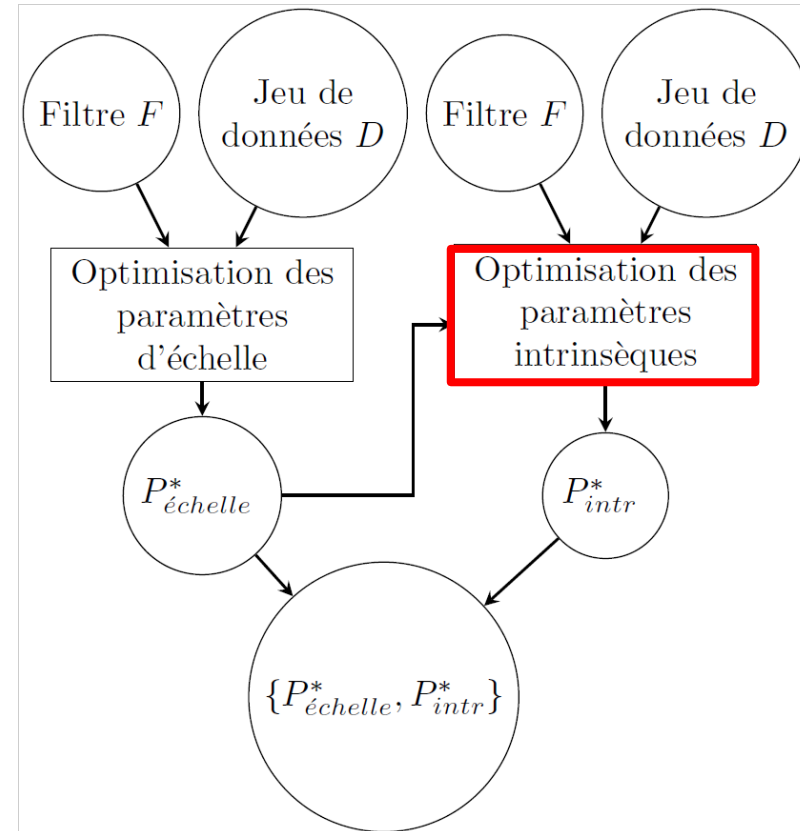 Filtre F
Jeu de
données D
Filtre F
Jeu de
données D
Optimisation des
paramètres
d'échelle
Optimisation des
paramètres
intrinsèques
P*échelle
P*intr
{P*échelle, P*intr}